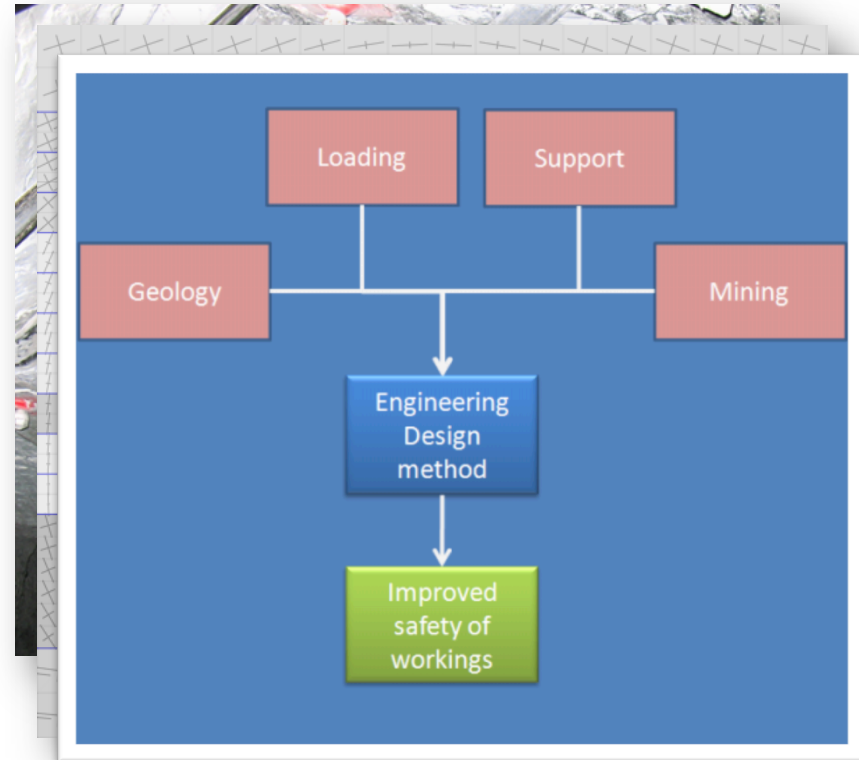 Loading
Support
Geology
Mining
Engineering
Design
method
Improved
safety of
workings